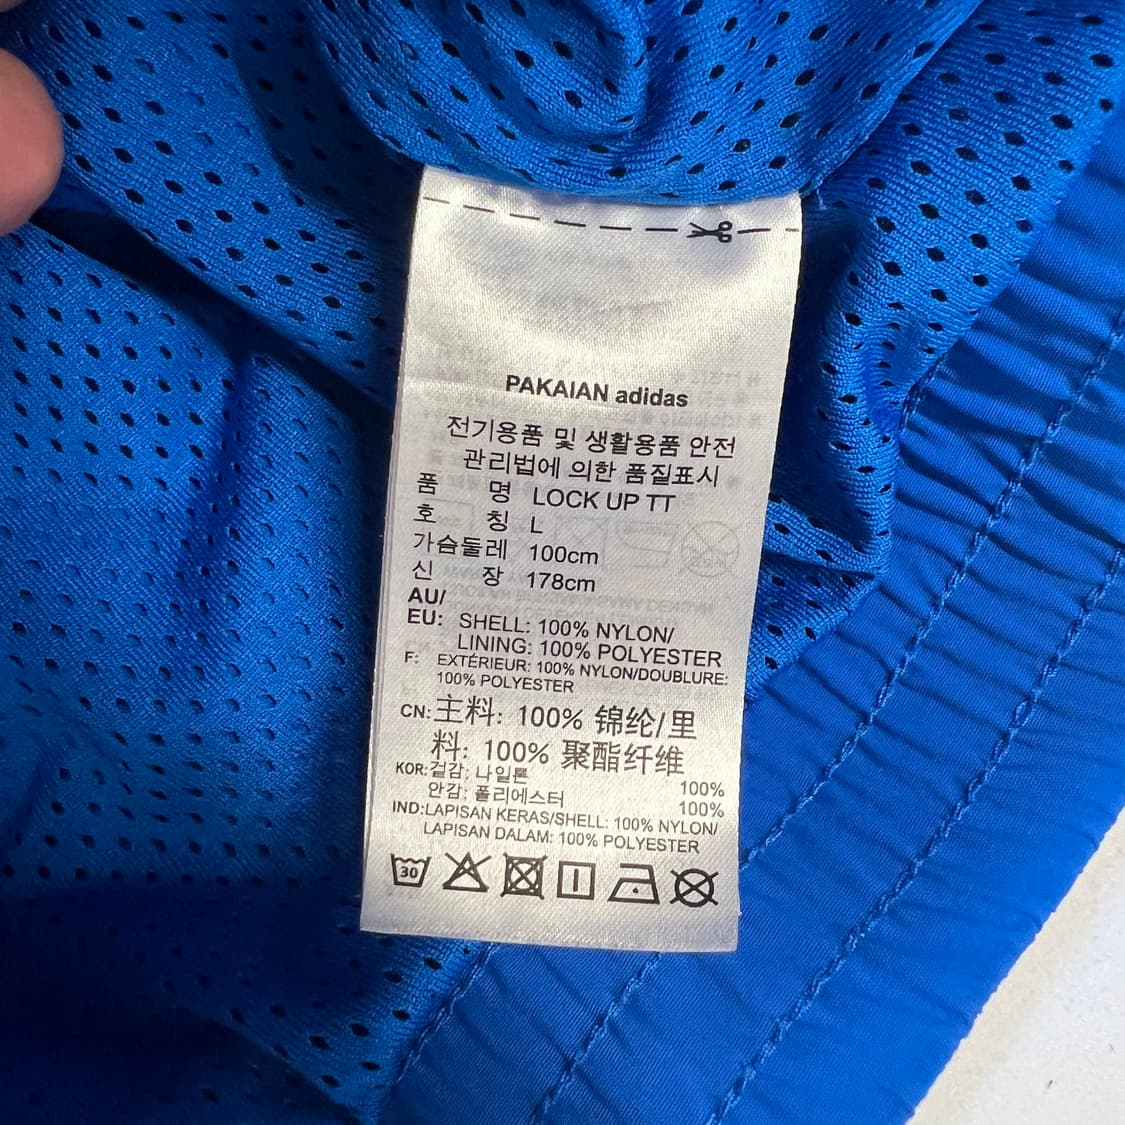 PAKAIAN adidas
전기용품 및 생활용품 안전
관리법에 의한 품질표시
품 명 LOCK UP TT
호 칭 L
가슴둘레 100cm
신 장 178cm
AU/
EU: SHELL: 100% NYLON/
LINING: 100% POLYESTER
F: EXTÉRIEUR: 100% NYLON/DOUBLURE:
100% POLYESTER
CN: 主料: 100% 锦纶/里
料: 100% 聚酯纤维
KOR: 겉감: 나일론 100%
안감: 폴리에스터 100%
IND: LAPISAN KERAS/SHELL: 100% NYLON/
LAPISAN DALAM: 100% POLYESTER
30